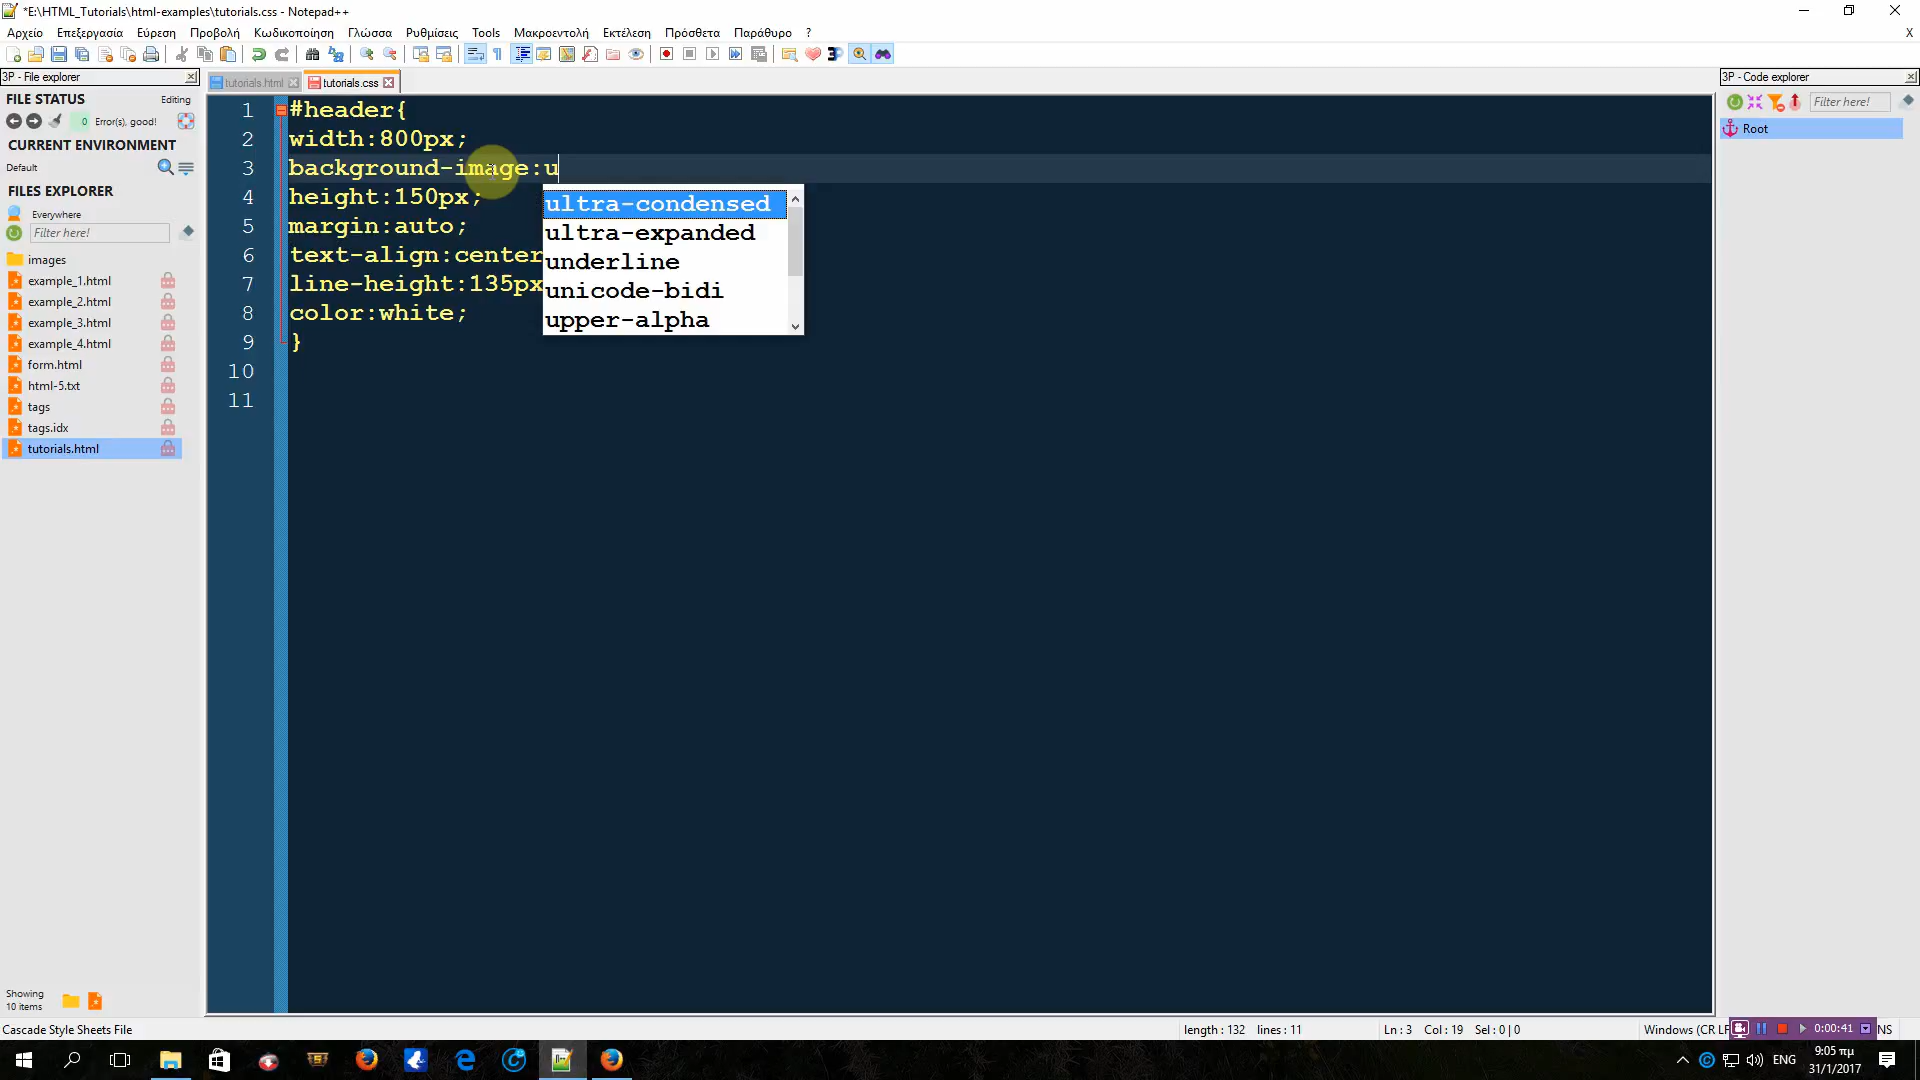 *E:\HTML_Tutorials\html-examples\tutorials.css - Notepad++
Αρχείο Επεξεργασία Εύρεση Προβολή Κωδικοποίηση Γλώσσα Ρυθμίσεις Tools Μακροεντολή Εκτέλεση Πρόσθετα Παράθυρο ? X
3P - File explorer
FILE STATUS Editing
0 Error(s), good!
CURRENT ENVIRONMENT
Default
FILES EXPLORER
Everywhere
Filter here!
images
example_1.html
example_2.html
example_3.html
example_4.html
form.html
html-5.txt
tags
tags.idx
tutorials.html
Showing
10 items
tutorials.html tutorials.css
1 #header{
2 width:800px;
3 background-image:u
4 height:150px;
5 margin:auto;
6 text-align:center
7 line-height:135px
8 color:white;
9 }
10
11
ultra-condensed
ultra-expanded
underline
unicode-bidi
upper-alpha
3P - Code explorer
Filter here!
Root
Cascade Style Sheets File length : 132 lines : 11 Ln : 3 Col : 19 Sel : 0 | 0 Windows (CR LF 0:00:41 NS
ENG 9:05 πμ
31/1/2017